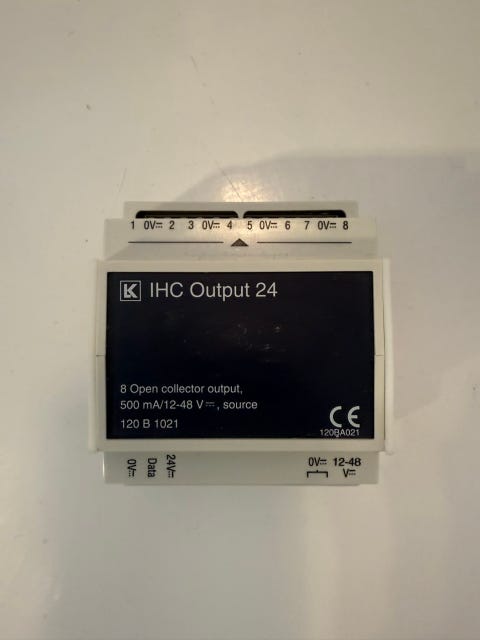 1 0V⎓ 2 3 0V⎓ 4 5 0V⎓ 6 7 0V⎓ 8
LK IHC Output 24
8 Open collector output,
500 mA/12-48 V⎓, source
120 B 1021
CE
120BA021
0V⎓ Data 24V⎓
0V⎓ 12-48
V⎓